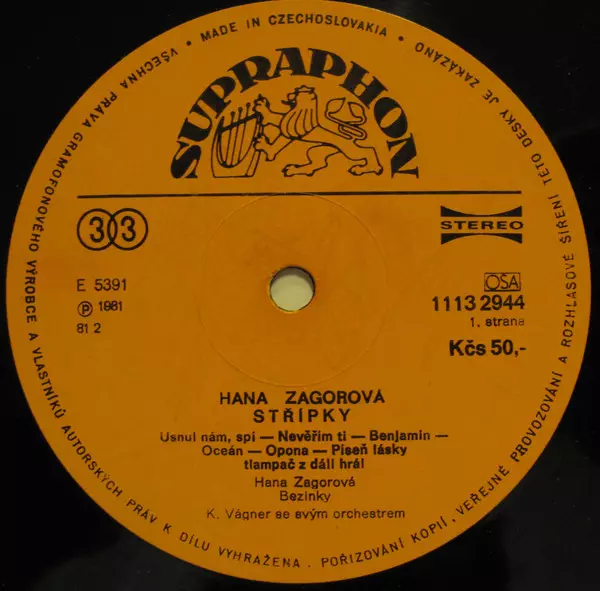 VŠECHNA PRÁVA GRAMOFONOVÉHO VÝROBCE A VLASTNÍKŮ AUTORSKÝCH PRÁV K DÍLU VYHRAŽENA. POŘIZOVÁNÍ KOPIÍ, VEŘEJNÉ PROVOZOVÁNÍ A ROZHLASOVÉ ŠÍŘENÍ TÉTO DESKY JE ZAKÁZÁNO
• MADE IN CZECHOSLOVAKIA •
SUPRAPHON
33
STEREO
E 5391
℗ 1981
81 2
OSA
1113 2944
1. strana
Kčs 50,-
HANA ZAGOROVÁ
STŘÍPKY
Usnul nám, spí — Nevěřím ti — Benjamin —
Oceán — Opona — Píseň lásky
tlampač z dáli hrál
Hana Zagorová
Bezinky
K. Vágner se svým orchestrem